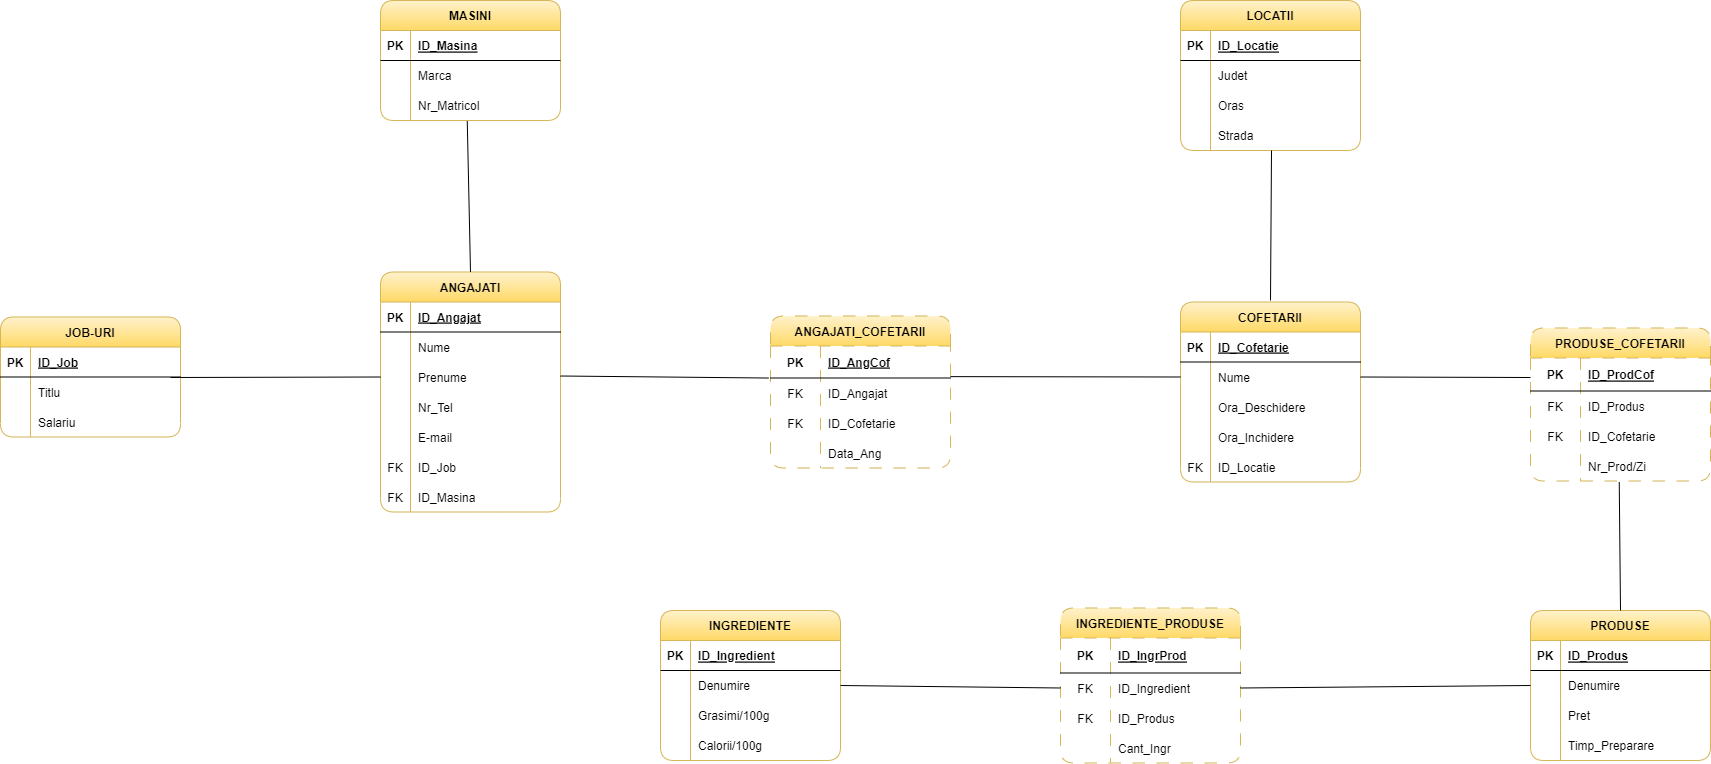 MASINI
PK ID_Masina
Marca
Nr_Matricol
LOCATII
PK ID_Locatie
Judet
Oras
Strada
JOB-URI
PK ID_Job
Titlu
Salariu
ANGAJATI
PK ID_Angajat
Nume
Prenume
Nr_Tel
E-mail
FK ID_Job
FK ID_Masina
ANGAJATI_COFETARII
PK ID_AngCof
FK ID_Angajat
FK ID_Cofetarie
Data_Ang
COFETARII
PK ID_Cofetarie
Nume
Ora_Deschidere
Ora_Inchidere
FK ID_Locatie
PRODUSE_COFETARII
PK ID_ProdCof
FK ID_Produs
FK ID_Cofetarie
Nr_Prod/Zi
INGREDIENTE
PK ID_Ingredient
Denumire
Grasimi/100g
Calorii/100g
INGREDIENTE_PRODUSE
PK ID_IngrProd
FK ID_Ingredient
FK ID_Produs
Cant_Ingr
PRODUSE
PK ID_Produs
Denumire
Pret
Timp_Preparare